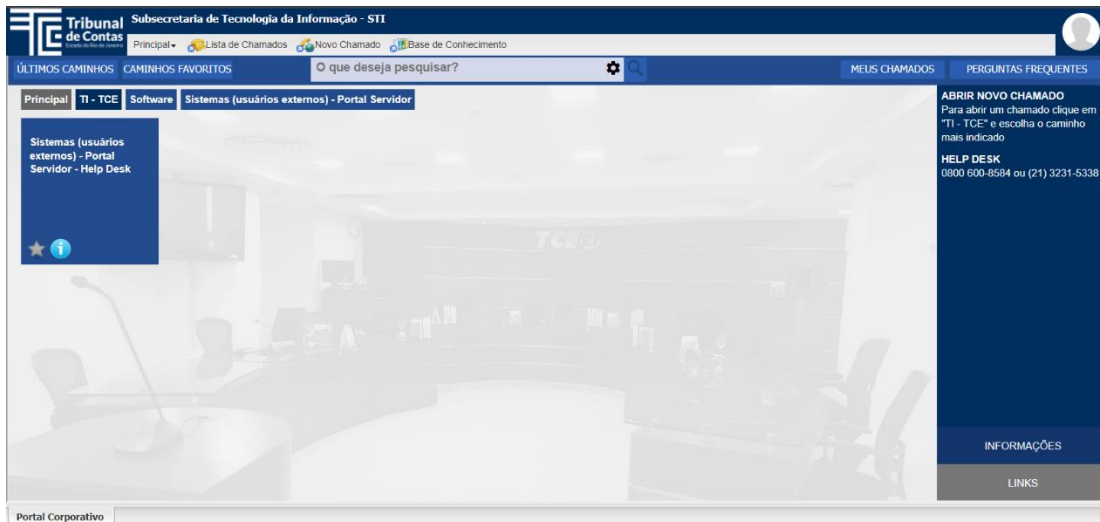 Tribunal
de Contas
Estado do Rio de Janeiro
Subsecretaria de Tecnologia da Informação - STI
Principal
Lista de Chamados
Novo Chamado
Base de Conhecimento
ÚLTIMOS CAMINHOS
CAMINHOS FAVORITOS
O que deseja pesquisar?
MEUS CHAMADOS
PERGUNTAS FREQUENTES
Principal
TI - TCE
Software
Sistemas (usuários externos) - Portal Servidor
Sistemas (usuários
externos) - Portal
Servidor - Help Desk
TCE
ABRIR NOVO CHAMADO
Para abrir um chamado clique em
"TI - TCE" e escolha o caminho
mais indicado
HELP DESK
0800 600-8584 ou (21) 3231-5338
INFORMAÇÕES
LINKS
Portal Corporativo